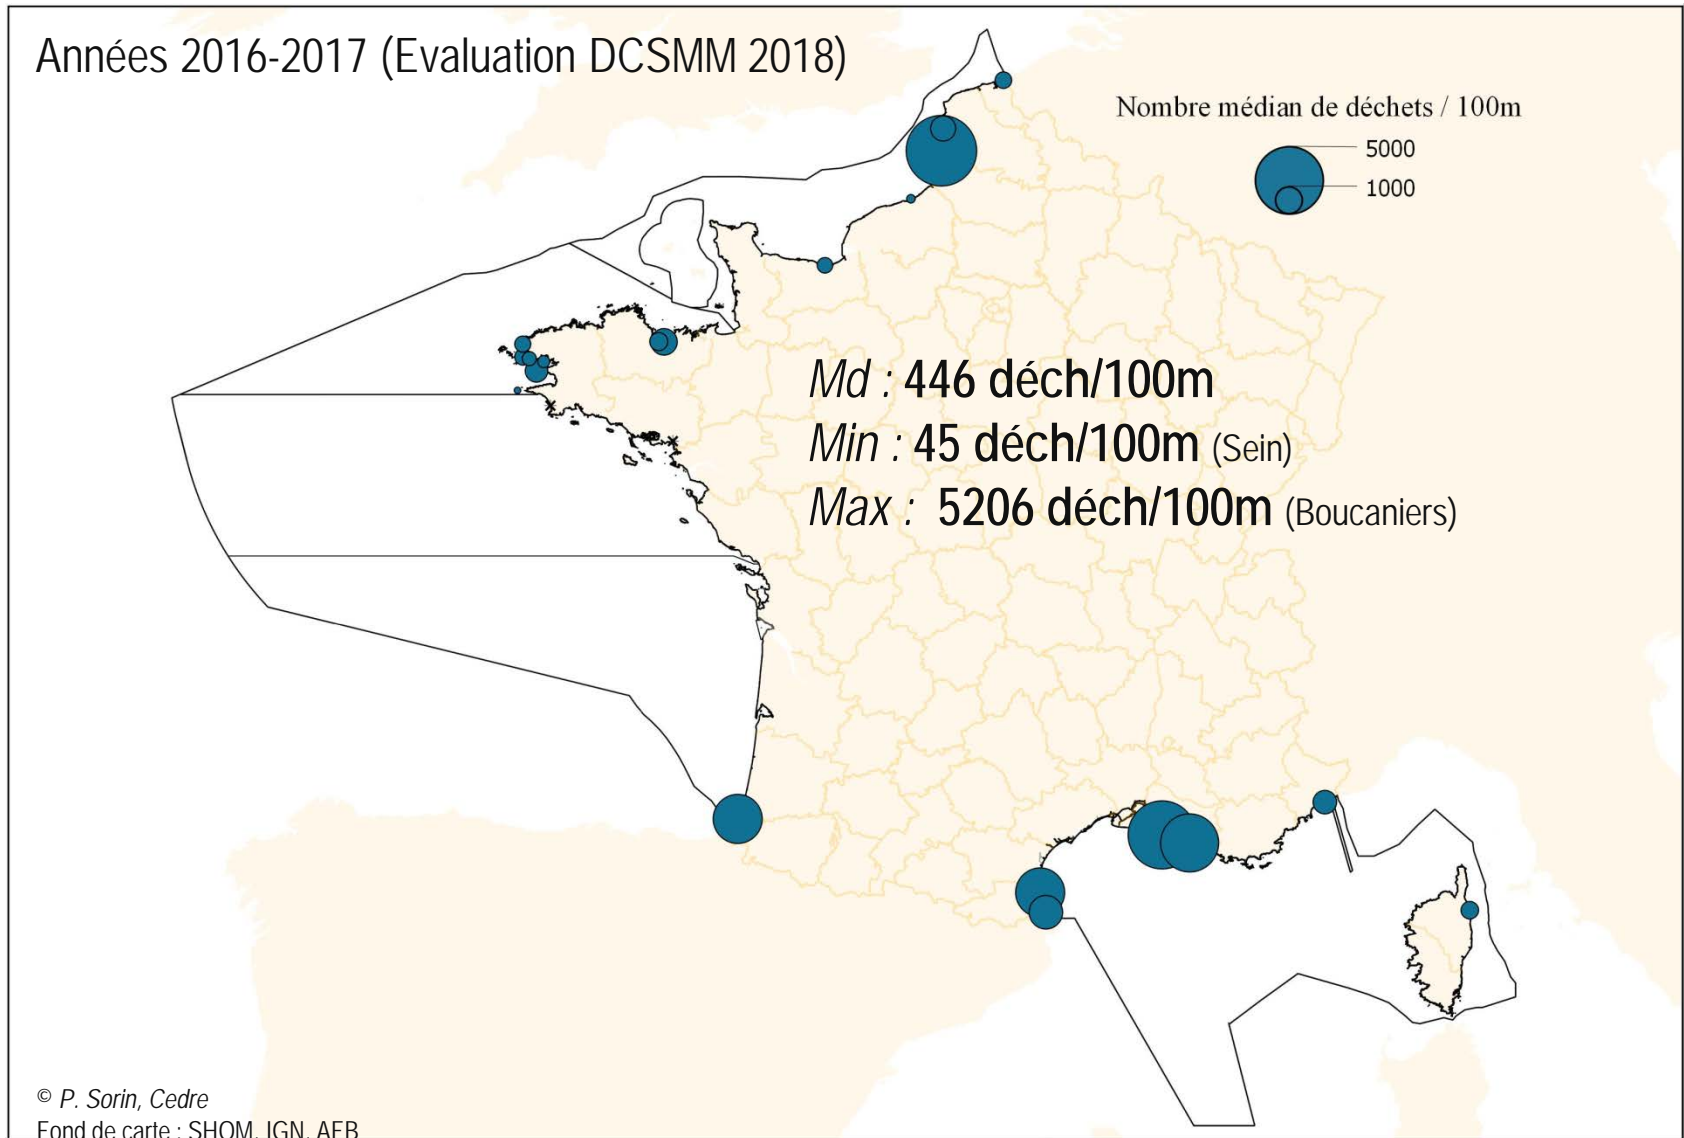 Années 2016-2017 (Evaluation DCSMM 2018)
Nombre médian de déchets / 100m
5000
1000
Md : 446 déch/100m
Min : 45 déch/100m (Sein)
Max : 5206 déch/100m (Boucaniers)
© P. Sorin, Cedre
Fond de carte : SHOM, IGN, AFB